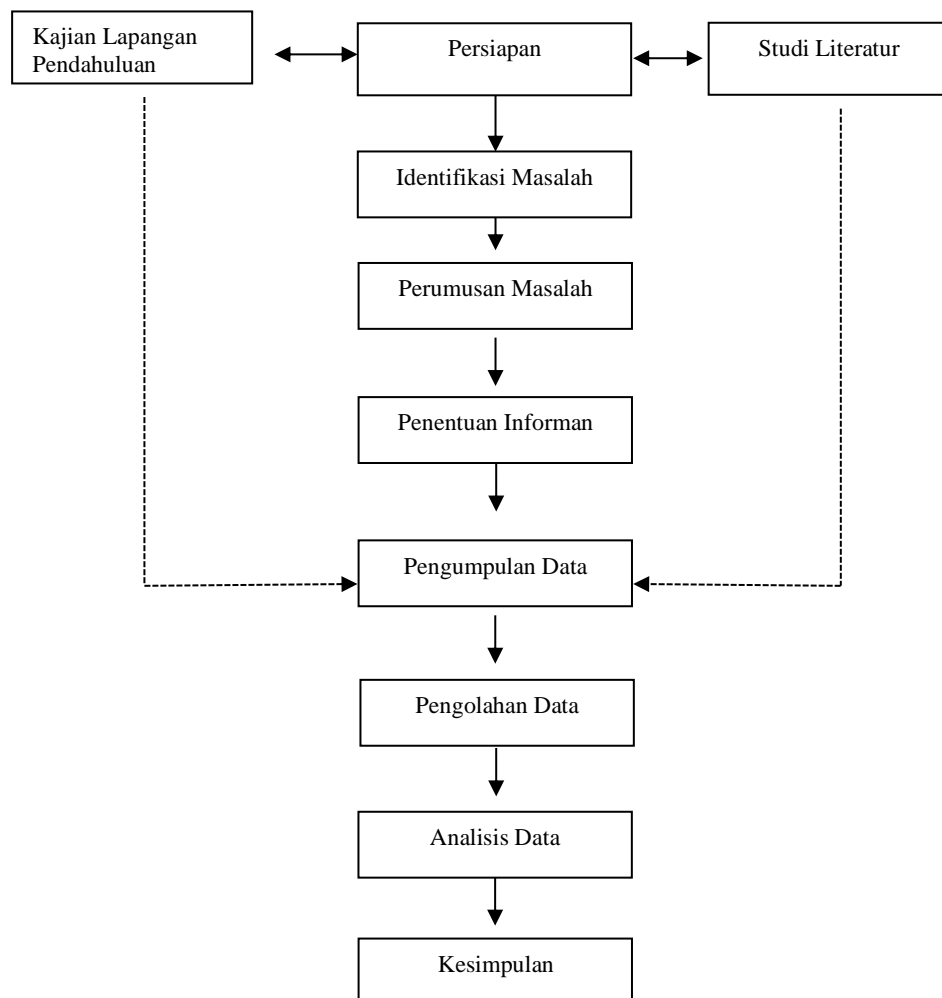 Kajian Lapangan
Pendahuluan
Persiapan
Studi Literatur
Identifikasi Masalah
Perumusan Masalah
Penentuan Informan
Pengumpulan Data
Pengolahan Data
Analisis Data
Kesimpulan